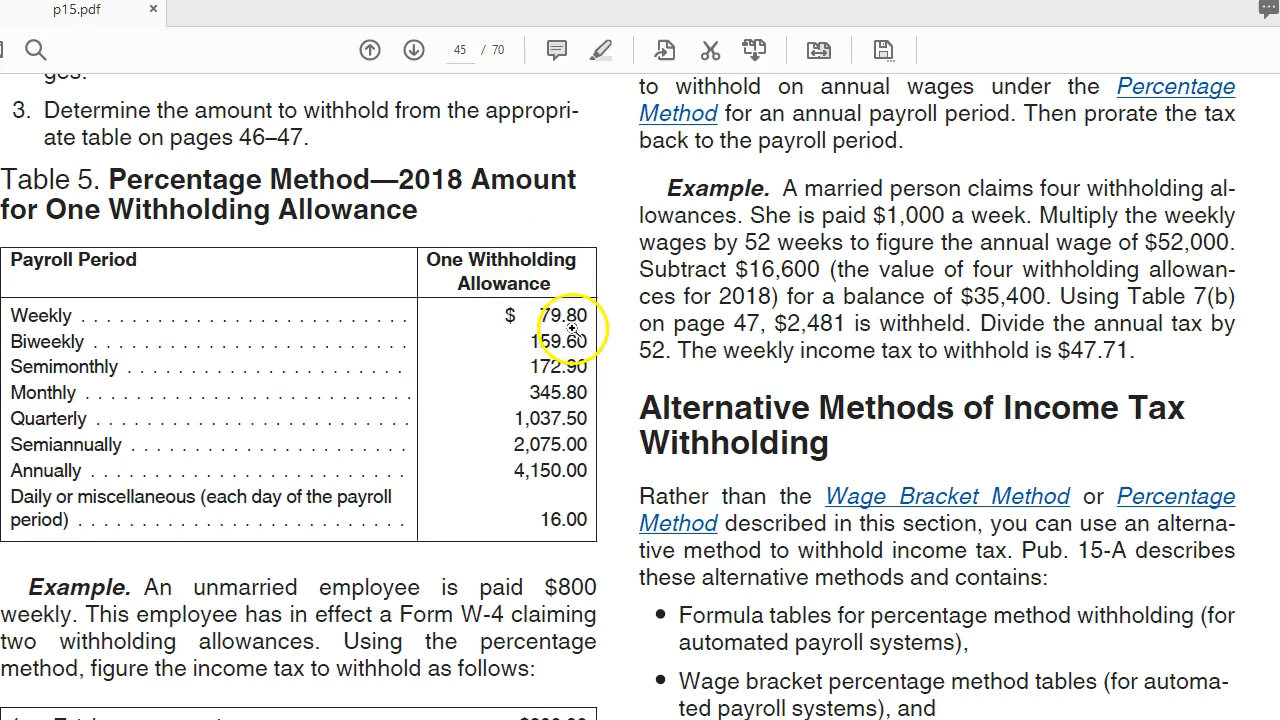 p15.pdf
45 / 70
ges.
3. Determine the amount to withhold from the appropri-
ate table on pages 46–47.
Table 5. Percentage Method—2018 Amount
for One Withholding Allowance
Payroll Period One Withholding
Allowance
Weekly . . . . . . . . . . . . . . . . . . . . . . . . . . $ 79.80
Biweekly . . . . . . . . . . . . . . . . . . . . . . . . . 159.60
Semimonthly . . . . . . . . . . . . . . . . . . . . . . 172.90
Monthly . . . . . . . . . . . . . . . . . . . . . . . . . . 345.80
Quarterly . . . . . . . . . . . . . . . . . . . . . . . . . 1,037.50
Semiannually . . . . . . . . . . . . . . . . . . . . . . 2,075.00
Annually . . . . . . . . . . . . . . . . . . . . . . . . . 4,150.00
Daily or miscellaneous (each day of the payroll
period) . . . . . . . . . . . . . . . . . . . . . . . . . . 16.00
Example. An unmarried employee is paid $800
weekly. This employee has in effect a Form W-4 claiming
two withholding allowances. Using the percentage
method, figure the income tax to withhold as follows:
to withhold on annual wages under the Percentage
Method for an annual payroll period. Then prorate the tax
back to the payroll period.
Example. A married person claims four withholding al-
lowances. She is paid $1,000 a week. Multiply the weekly
wages by 52 weeks to figure the annual wage of $52,000.
Subtract $16,600 (the value of four withholding allowan-
ces for 2018) for a balance of $35,400. Using Table 7(b)
on page 47, $2,481 is withheld. Divide the annual tax by
52. The weekly income tax to withhold is $47.71.
Alternative Methods of Income Tax
Withholding
Rather than the Wage Bracket Method or Percentage
Method described in this section, you can use an alterna-
tive method to withhold income tax. Pub. 15-A describes
these alternative methods and contains:
• Formula tables for percentage method withholding (for
automated payroll systems),
• Wage bracket percentage method tables (for automa-
ted payroll systems), and